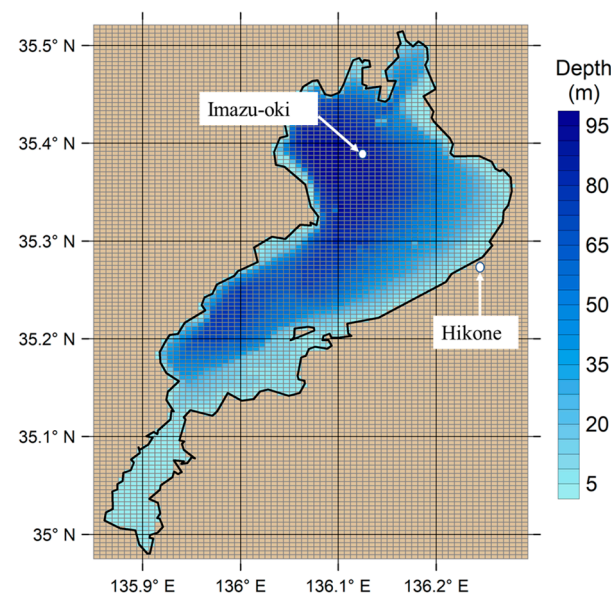 35.5° N
35.4° N
35.3° N
35.2° N
35.1° N
35° N
135.9° E
136° E
136.1° E
136.2° E
Imazu-oki
Hikone
Depth
(m)
95
80
65
50
35
20
5